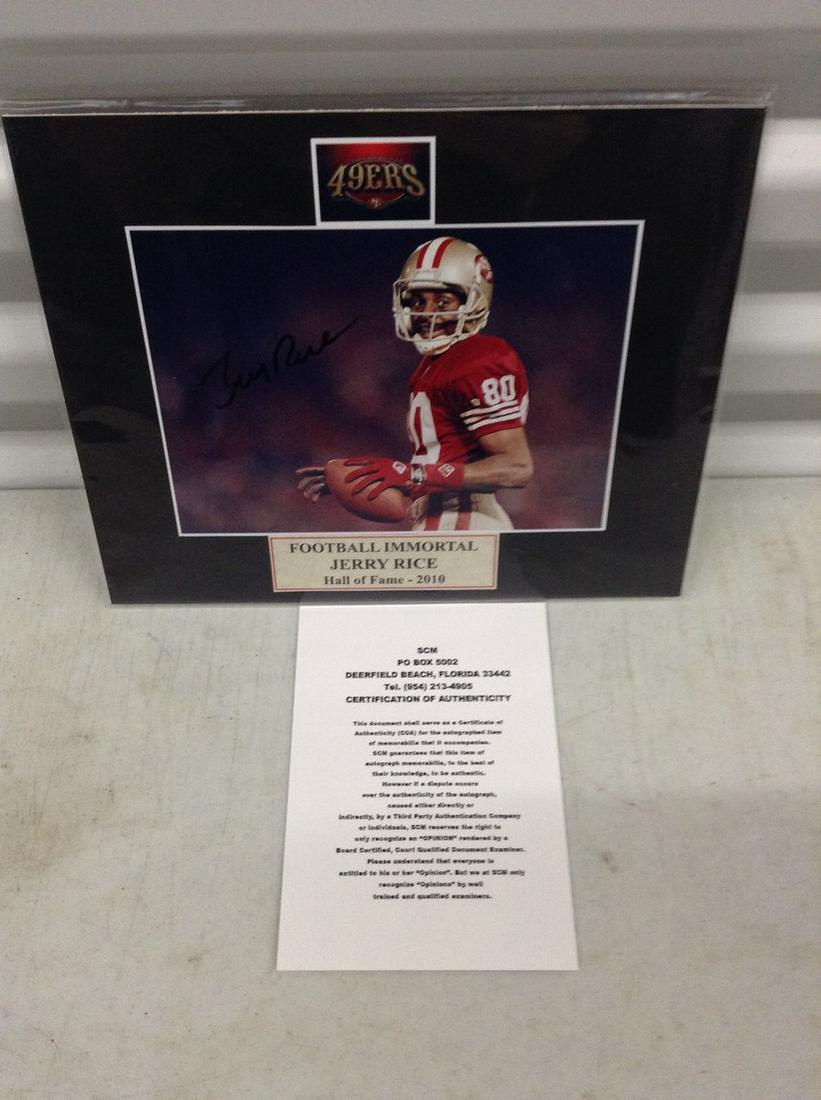 49ERS
Jerry Rice
80
80
FOOTBALL IMMORTAL
JERRY RICE
Hall of Fame - 2010
SCM
PO BOX 5002
DEERFIELD BEACH, FLORIDA 33442
Tel. (954) 213-4905
CERTIFICATION OF AUTHENTICITY
This document shall serve as a Certificate of
Authenticity (COA) for the autographed item
of memorabilia that it accompanies.
SCM guarantees that this item of
autograph memorabilia, to the best of
their knowledge, to be authentic.
However if a dispute occurs
over the authenticity of the autograph,
caused either directly or
indirectly, by a Third Party Authentication Company
or individuals, SCM reserves the right to
only recognize an "OPINION" rendered by a
Board Certified, Court Qualified Document Examiner.
Please understand that everyone is
entitled to his or her "Opinion". But we at SCM only
recognize "Opinions" by well
trained and qualified examiners.